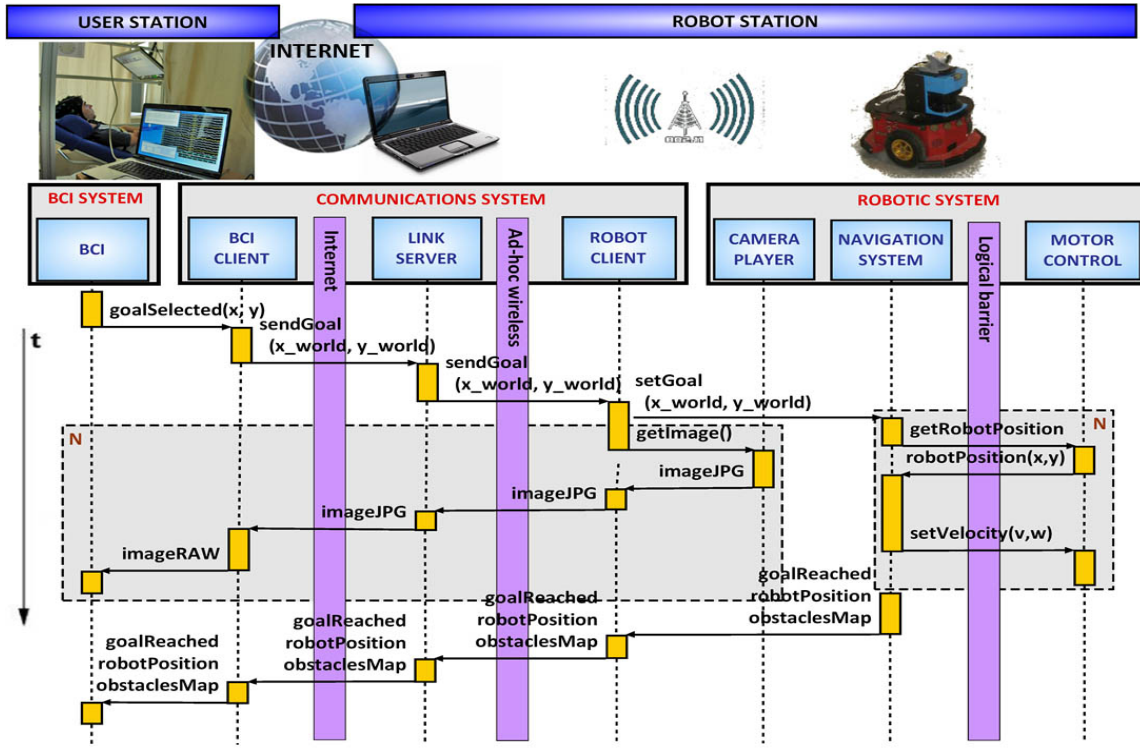 USER STATION
ROBOT STATION
INTERNET
BCI SYSTEM
COMMUNICATIONS SYSTEM
ROBOTIC SYSTEM
BCI
BCI
CLIENT
Internet
LINK
SERVER
Ad-hoc wireless
ROBOT
CLIENT
CAMERA
PLAYER
NAVIGATION
SYSTEM
Logical barrier
MOTOR
CONTROL
t
goalSelected(x, y)
sendGoal
(x_world, y_world)
sendGoal
(x_world, y_world)
setGoal
(x_world, y_world)
N
getImage()
getRobotPosition
N
robotPosition(x,y)
imageJPG
imageJPG
imageJPG
imageRAW
setVelocity(v,w)
goalReached
robotPosition
obstaclesMap
goalReached
robotPosition
obstaclesMap
goalReached
robotPosition
obstaclesMap
goalReached
robotPosition
obstaclesMap